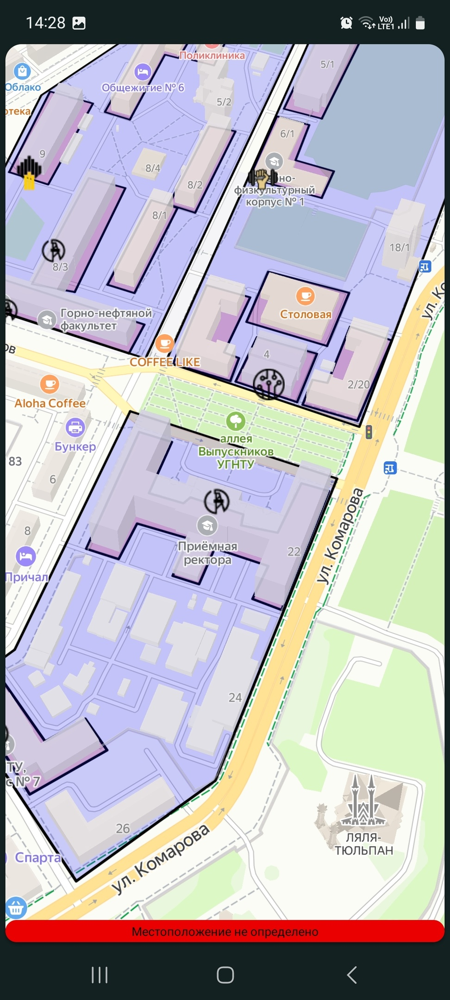 14:28
Vo))
LTE1
Поликлиника
5/1
Облако
Общежитие № 6
5/2
отека
6/1
9
8/4
8/2
но-
физкультурный
корпус № 1
8/1
18/1
8/3
ул. Ко
Столовая
Горно-нефтяной
факультет
ов
4
COFFEE LIKE
2/20
Aloha Coffee
аллея
Выпускников
УГНТУ
Бункер
83
6
ул. Комарова
8
Приёмная
ректора
22
Причал
24
ТУ,
с № 7
26
ЛЯЛЯ-
ТЮЛЬПАН
Спарта
ул. Комарова
Местоположение не определено